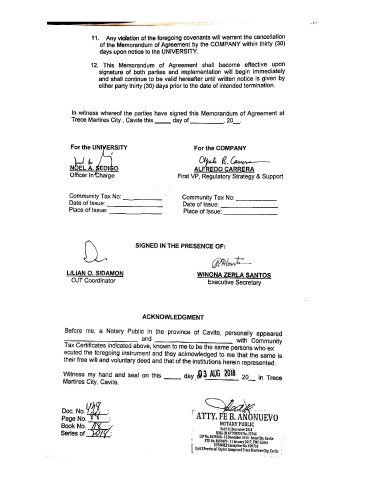 11. Any violation of the foregoing covenants will warrant the cancellation
of the Memorandum of Agreement by the COMPANY within thirty (30)
days upon notice to the UNIVERSITY.
12. This Memorandum of Agreement shall become effective upon
signature of both parties and implementation will begin immediately
and shall continue to be valid hereafter until written notice is given by
either party thirty (30) days prior to the date of intended termination.
In witness whereof the parties have signed this Memorandum of Agreement at
Trece Martires City , Cavite this _____ day of __________, 20__.
For the UNIVERSITY For the COMPANY
NOEL A. SEDIGO ALFREDO CARRERA
Officer In Charge First VP, Regulatory Strategy & Support
Community Tax No: __________ Community Tax No: __________
Date of Issue: __________ Date of Issue: __________
Place of Issue: __________ Place of Issue: __________
SIGNED IN THE PRESENCE OF:
LILIAN O. SIDAMON WINONA ZERLA SANTOS
OJT Coordinator Executive Secretary
ACKNOWLEDGMENT
Before me, a Notary Public in the province of Cavite, personally appeared
__________ and __________ with Community
Tax Certificates indicated above, known to me to be the same persons who ex
ecuted the foregoing instrument and they acknowledged to me that the same is
their free will and voluntary deed and that of the institutions herein represented.
Witness my hand and seal on this _____ day 03 AUG 2018 20__ in Trece
Martires City, Cavite.
Doc. No.
Page No.
Book No.
Series of
ATTY. FE B. AÑONUEVO
NOTARY PUBLIC